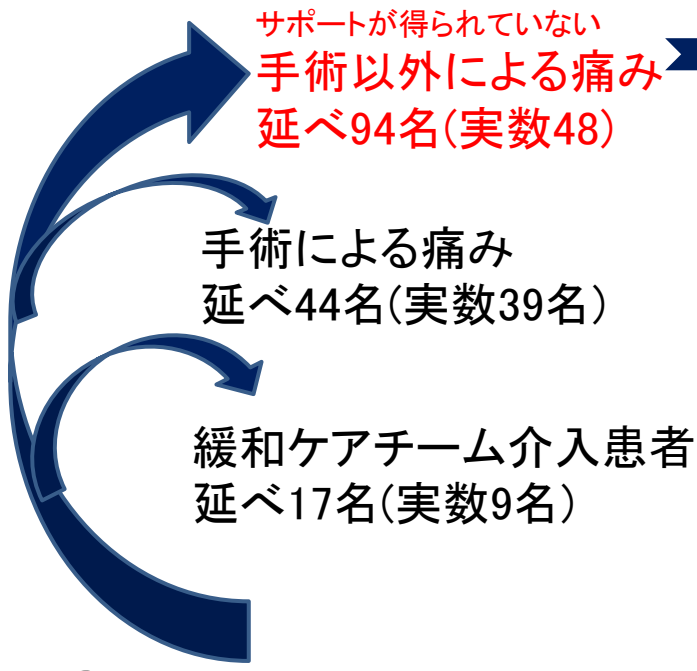 サポートが得られていない
手術以外による痛み
延べ94名(実数48)
手術による痛み
延べ44名(実数39名)
緩和ケアチーム介入患者
延べ17名(実数9名)